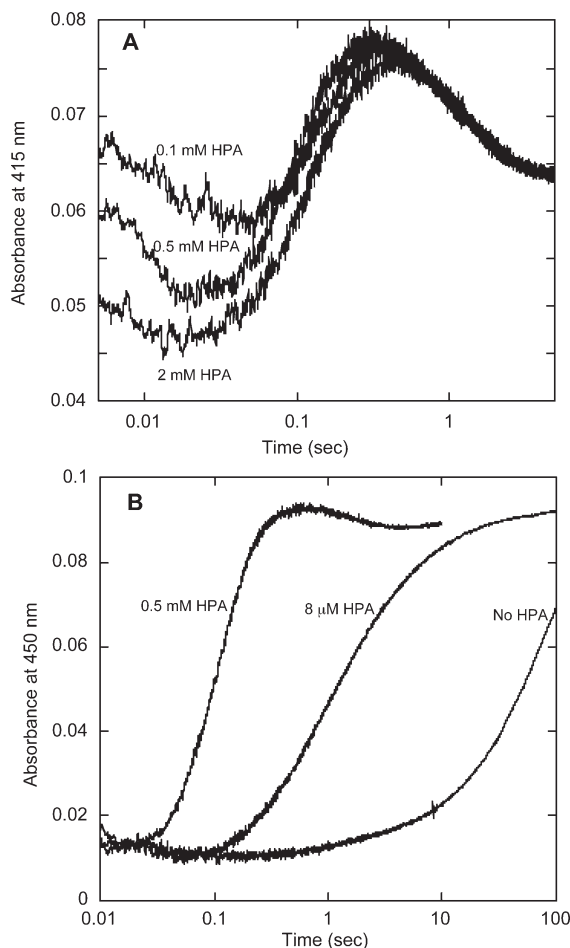 A
0.08
0.07
0.06
0.05
0.04
Absorbance at 415 nm
0.1 mM HPA
0.5 mM HPA
2 mM HPA
0.01
0.1
1
Time (sec)
B
0.1
0.08
0.06
0.04
0.02
0
Absorbance at 450 nm
0.5 mM HPA
8 μM HPA
No HPA
0.01
0.1
1
10
100
Time (sec)